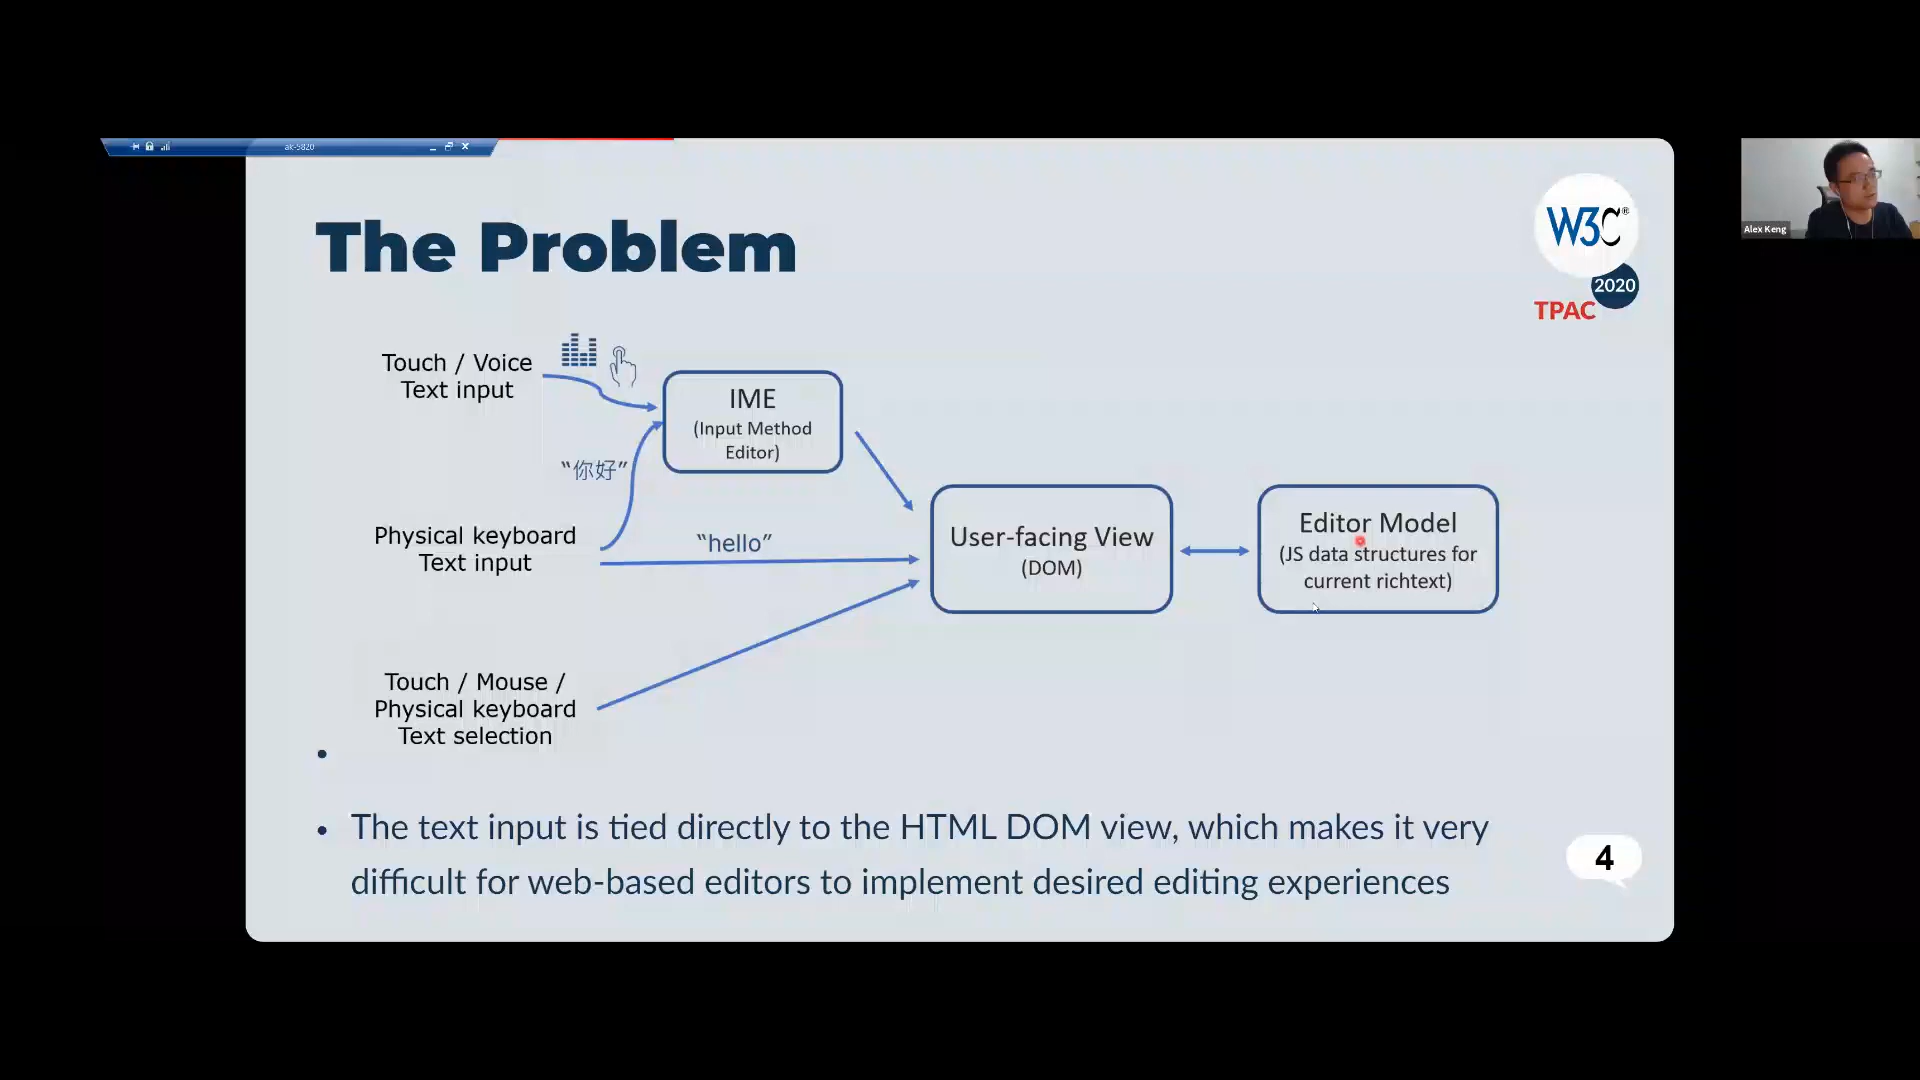 ak-5820
The Problem
W3C®
2020
TPAC
Alex Keng
Touch / Voice
Text input
IME
(Input Method
Editor)
“你好”
Physical keyboard
Text input
“hello”
User-facing View
(DOM)
Editor Model
(JS data structures for
current richtext)
Touch / Mouse /
Physical keyboard
Text selection
•
• The text input is tied directly to the HTML DOM view, which makes it very
difficult for web-based editors to implement desired editing experiences
4